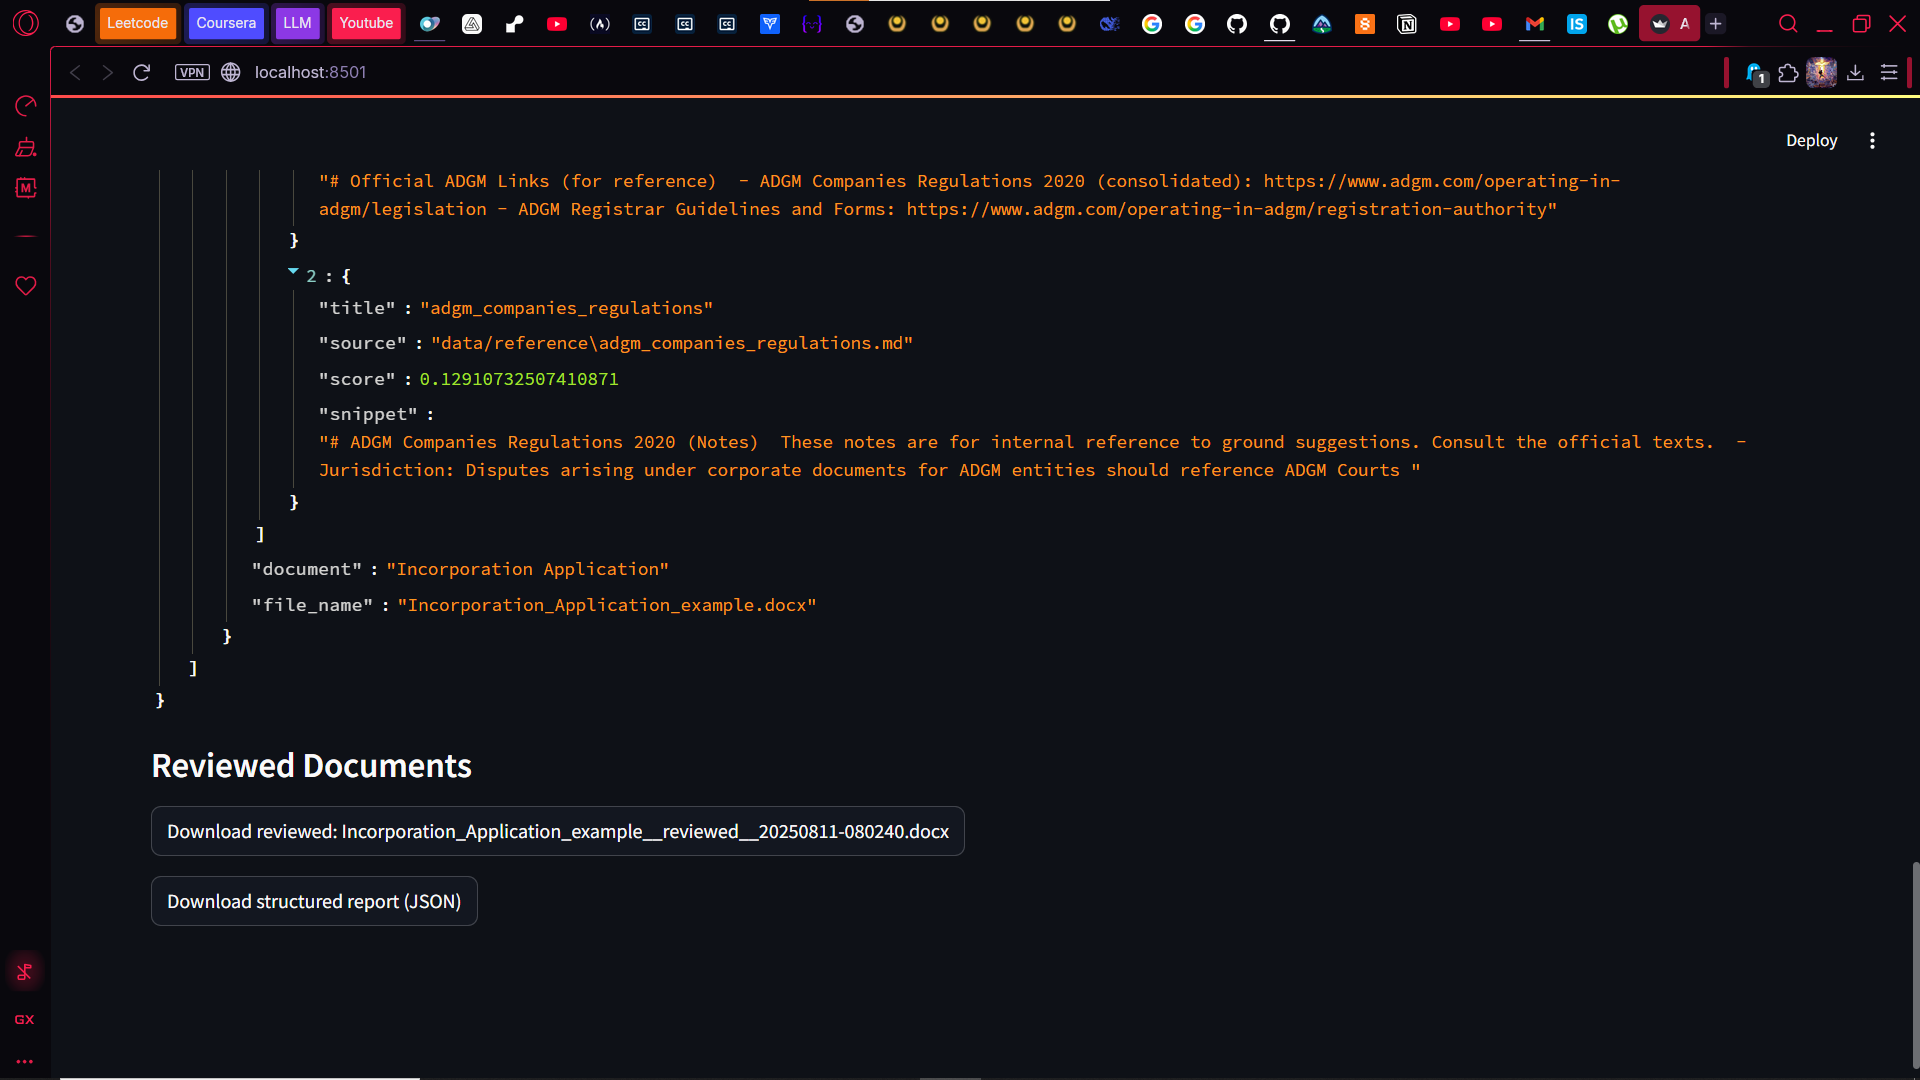 Leetcode
Coursera
LLM
Youtube
A
VPN
localhost:8501
1
M
Deploy
"# Official ADGM Links (for reference)  - ADGM Companies Regulations 2020 (consolidated): https://www.adgm.com/operating-in-
adgm/legislation - ADGM Registrar Guidelines and Forms: https://www.adgm.com/operating-in-adgm/registration-authority"
}
2 : {
"title" : "adgm_companies_regulations"
"source" : "data/reference\adgm_companies_regulations.md"
"score" : 0.12910732507410871
"snippet" :
"# ADGM Companies Regulations 2020 (Notes)  These notes are for internal reference to ground suggestions. Consult the official texts.  -
Jurisdiction: Disputes arising under corporate documents for ADGM entities should reference ADGM Courts "
}
]
"document" : "Incorporation Application"
"file_name" : "Incorporation_Application_example.docx"
}
]
}
Reviewed Documents
Download reviewed: Incorporation_Application_example__reviewed__20250811-080240.docx
Download structured report (JSON)
GX